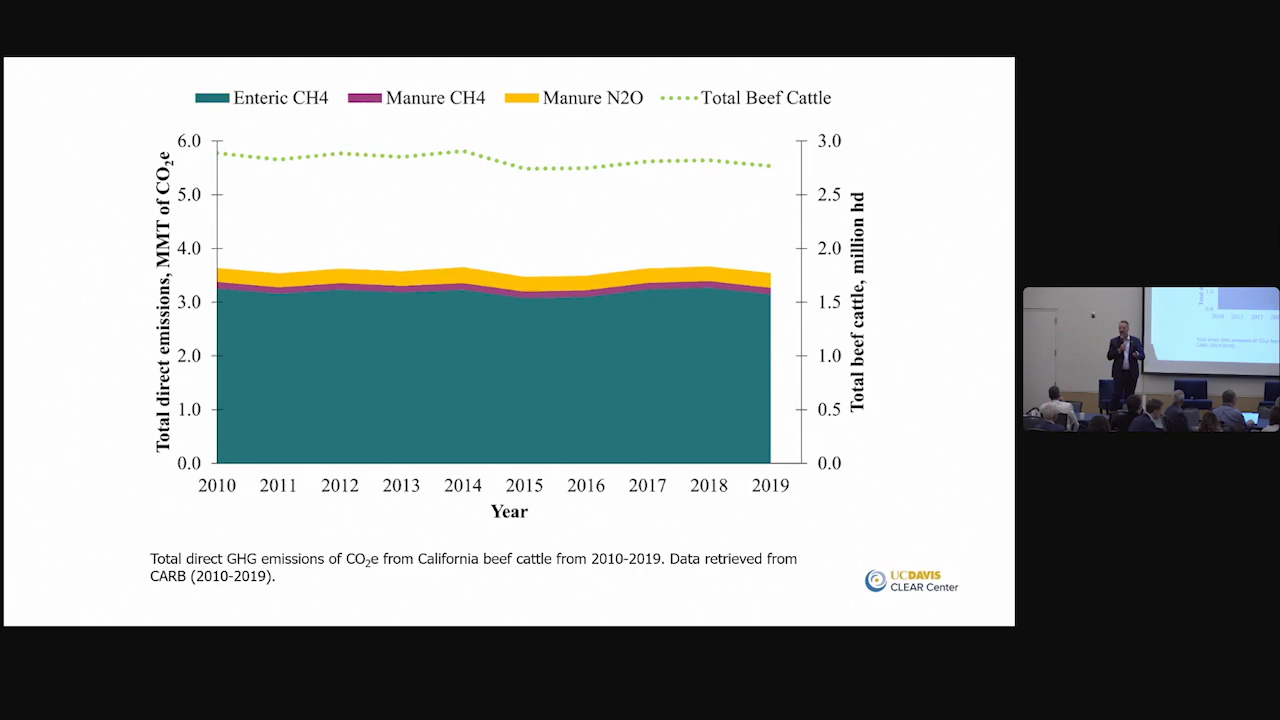 Enteric CH4 Manure CH4 Manure N2O Total Beef Cattle
Total direct emissions, MMT of CO₂e
6.0
5.0
4.0
3.0
2.0
1.0
0.0
3.0
2.5
2.0
1.5
1.0
0.5
0.0
Total beef cattle, million hd
2010 2011 2012 2013 2014 2015 2016 2017 2018 2019
Year
Total direct GHG emissions of CO₂e from California beef cattle from 2010-2019. Data retrieved from
CARB (2010-2019).
UCDAVIS
CLEAR Center
2010 2011 2012